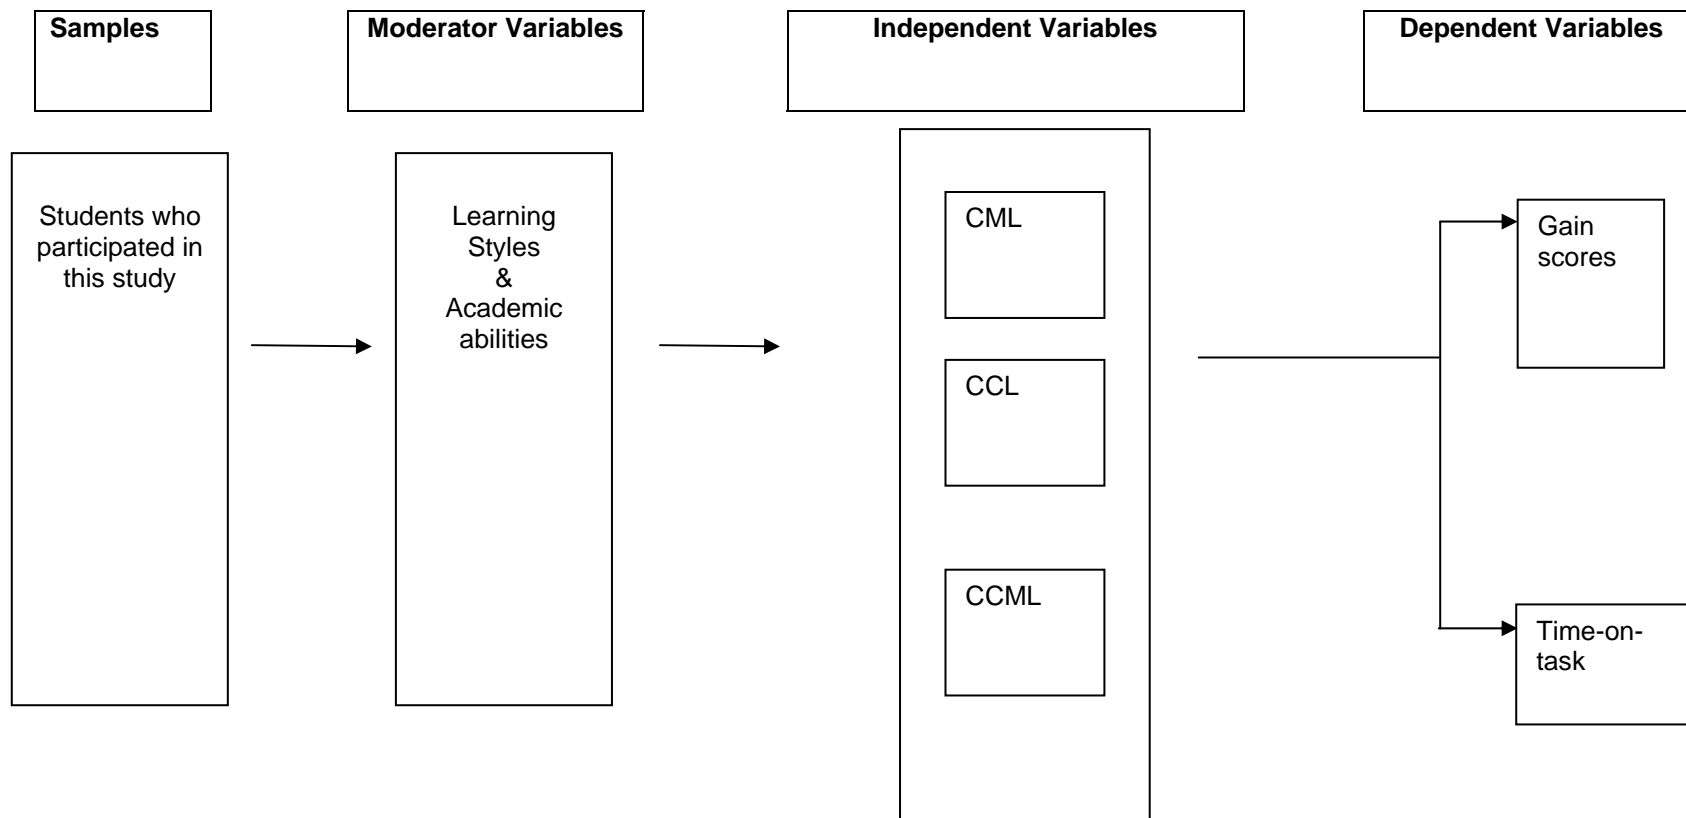 Samples
Moderator Variables
Independent Variables
Dependent Variables
Students who
participated in
this study
Learning
Styles
&
Academic
abilities
CML
CCL
CCML
Gain
scores
Time-on-
task